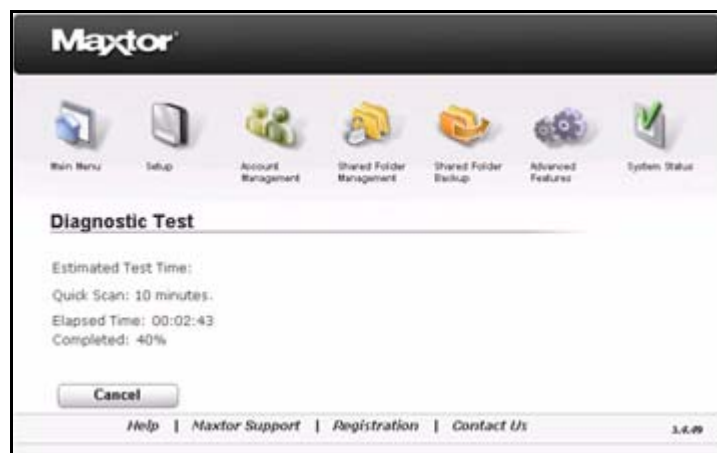 Maxtor
Main Menu
Setup
Account Management
Shared Folder Management
Shared Folder Backup
Advanced Features
System Status
Diagnostic Test
Estimated Test Time:
Quick Scan: 10 minutes.
Elapsed Time: 00:02:43
Completed: 40%
Cancel
Help | Maxtor Support | Registration | Contact Us